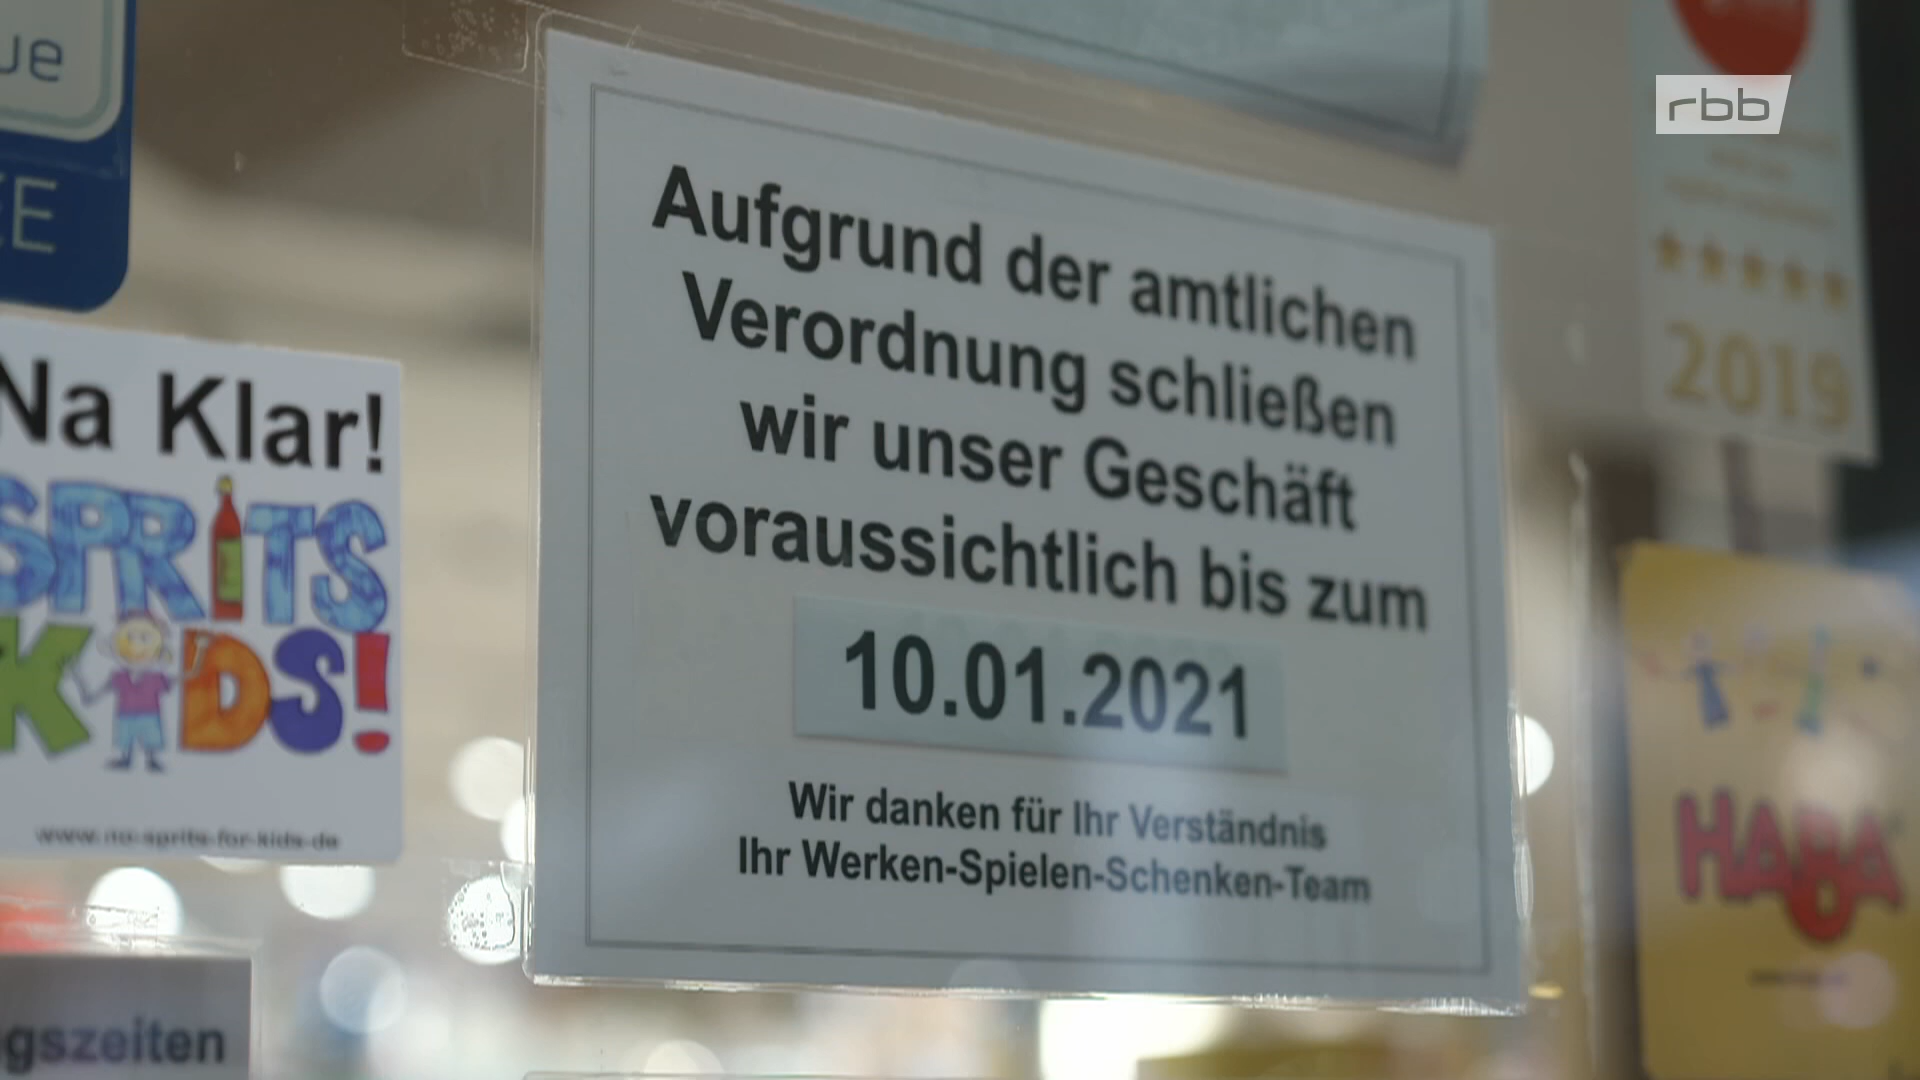 ue
EE
rbb
Aufgrund der amtlichen
Verordnung schließen
wir unser Geschäft
voraussichtlich bis zum
10.01.2021
Wir danken für Ihr Verständnis
Ihr Werken-Spielen-Schenken-Team
Na Klar!
SPRITS
KIDS!
www.no-sprits-for-kids.de
gszeiten
2019
HABA